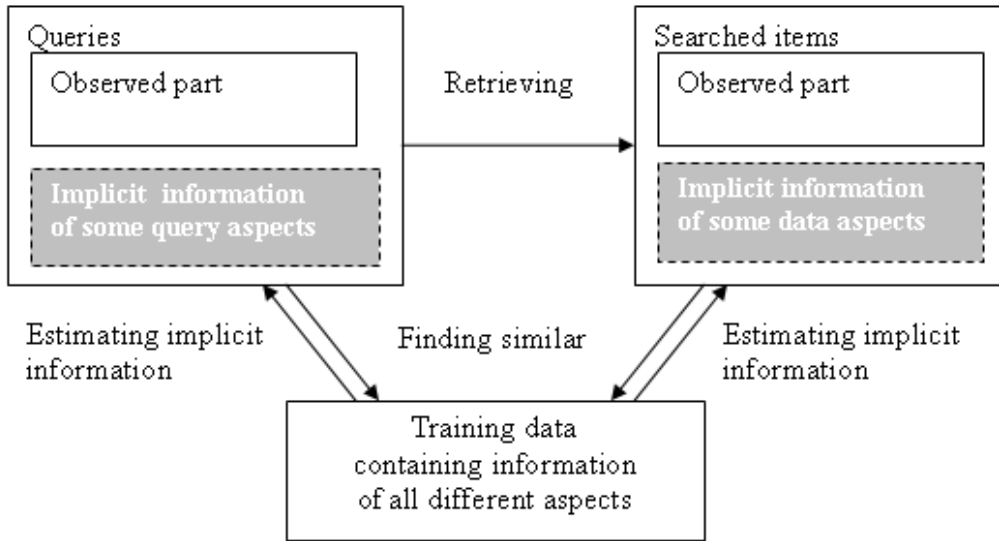 Queries
Observed part
Implicit information
of some query aspects
Retrieving
Searched items
Observed part
Implicit information
of some data aspects
Estimating implicit
information
Finding similar
Estimating implicit
information
Training data
containing information
of all different aspects